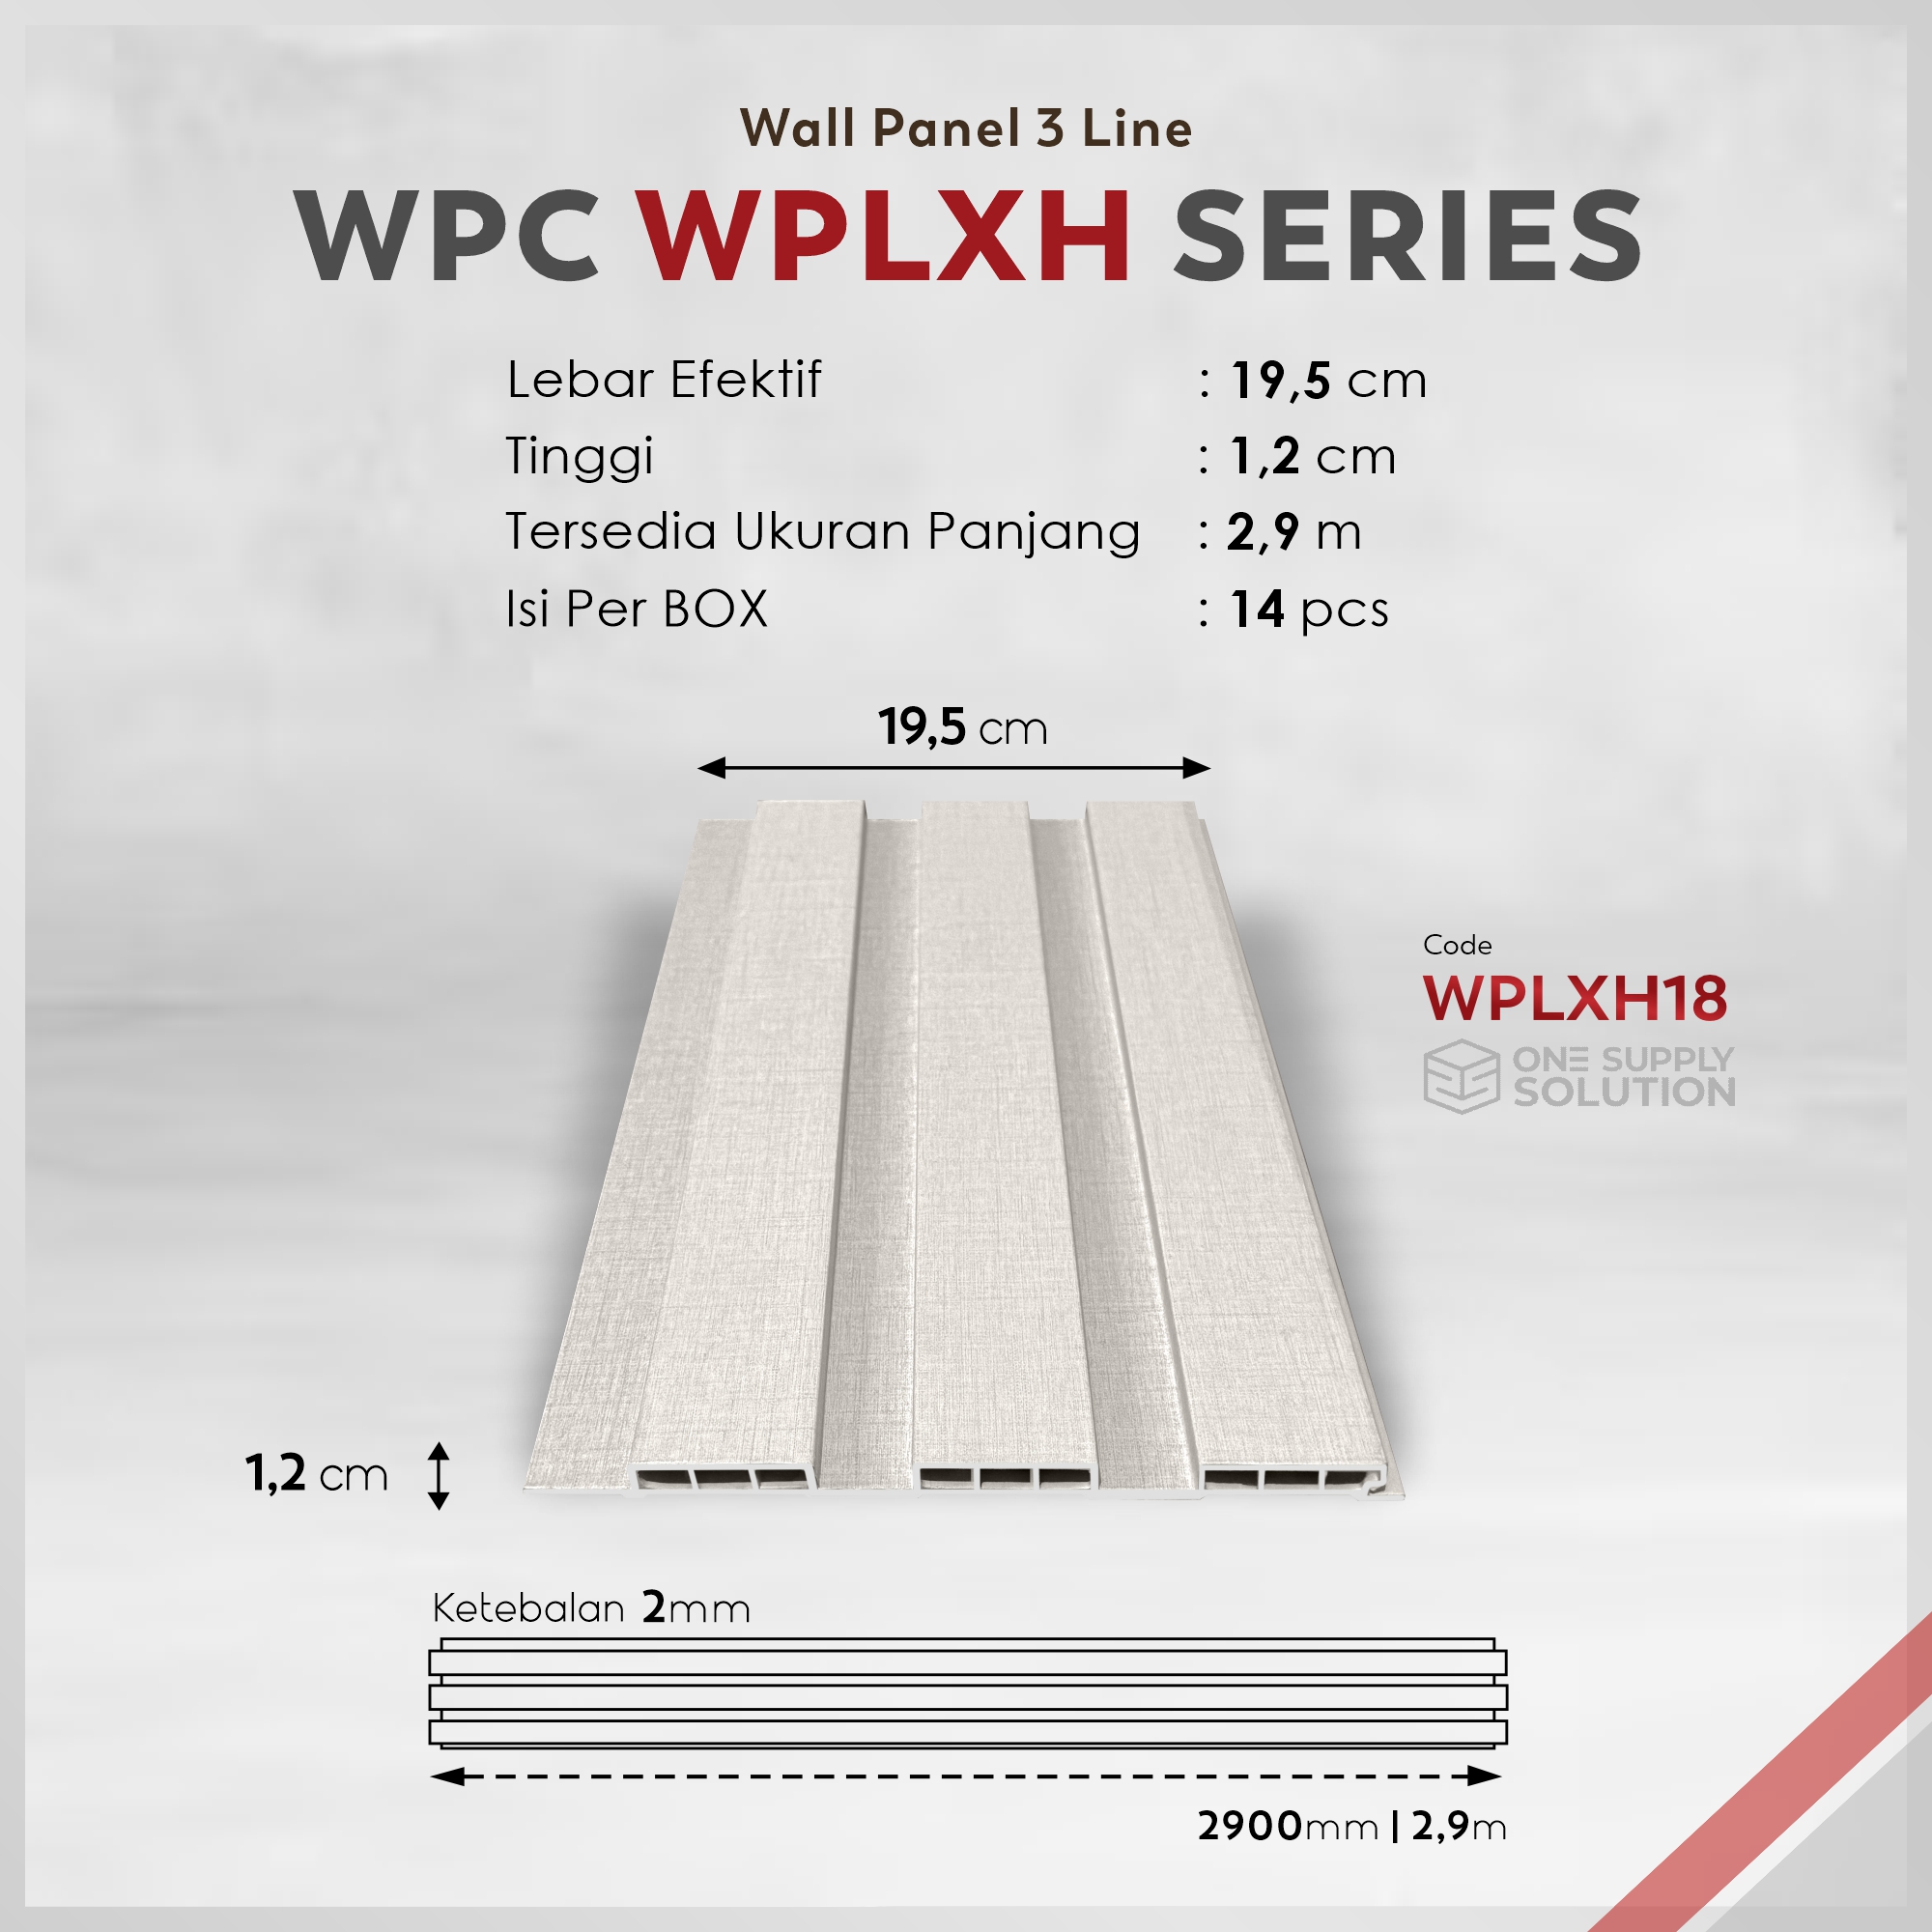 Wall Panel 3 Line
WPC WPLXH SERIES
Lebar Efektif : 19,5 cm
Tinggi : 1,2 cm
Tersedia Ukuran Panjang : 2,9 m
Isi Per BOX : 14 pcs
19,5 cm
Code
WPLXH18
ONE SUPPLY
SOLUTION
1,2 cm
Ketebalan 2mm
2900mm | 2,9m